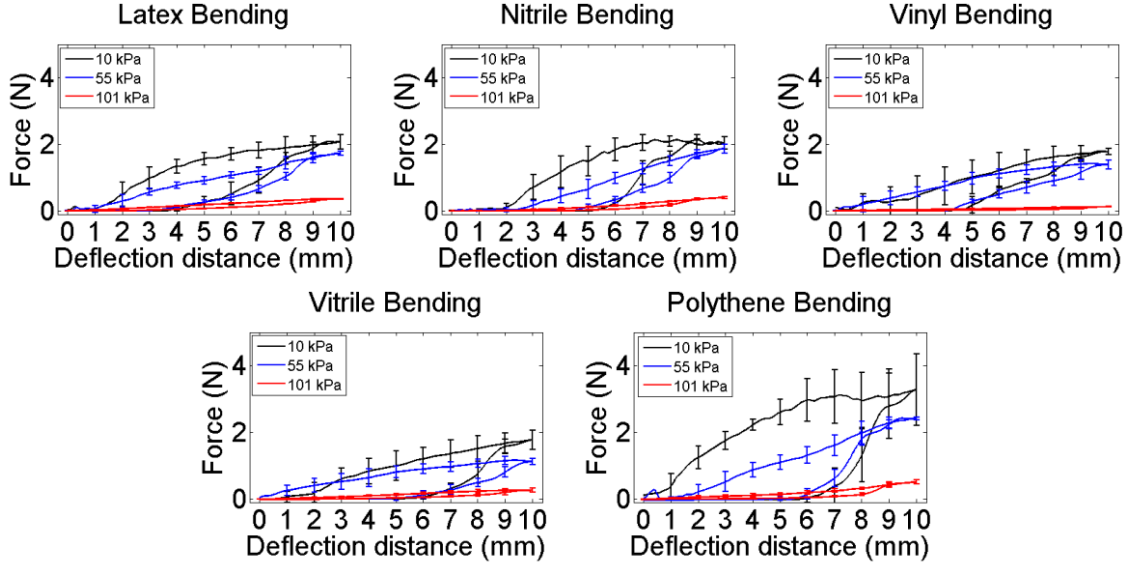 Latex Bending
Nitrile Bending
Vinyl Bending
Force (N)
4
2
0
10 kPa
55 kPa
101 kPa
0 1 2 3 4 5 6 7 8 9 10
Deflection distance (mm)
Force (N)
4
2
0
10 kPa
55 kPa
101 kPa
0 1 2 3 4 5 6 7 8 9 10
Deflection distance (mm)
Force (N)
4
2
0
10 kPa
55 kPa
101 kPa
0 1 2 3 4 5 6 7 8 9 10
Deflection distance (mm)
Vitrile Bending
Polythene Bending
Force (N)
4
2
0
10 kPa
55 kPa
101 kPa
0 1 2 3 4 5 6 7 8 9 10
Deflection distance (mm)
Force (N)
4
2
0
10 kPa
55 kPa
101 kPa
0 1 2 3 4 5 6 7 8 9 10
Deflection distance (mm)